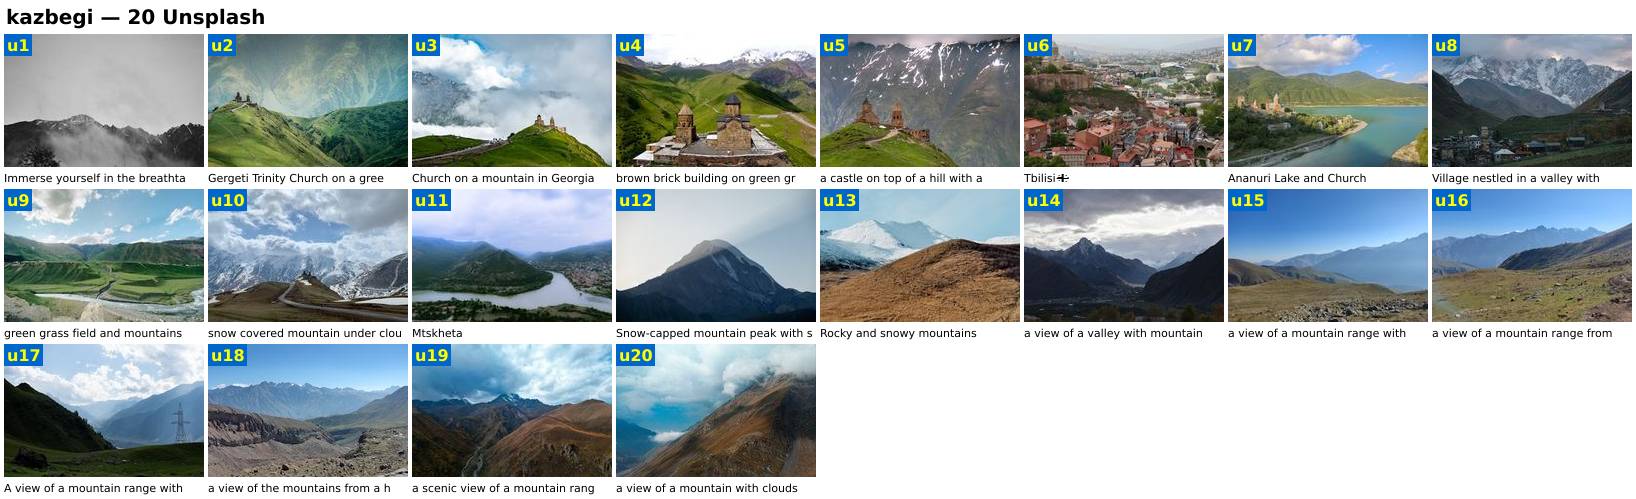 kazbegi — 20 Unsplash
u1
u2
u3
u4
u5
u6
u7
u8
Immerse yourself in the breathta
Gergeti Trinity Church on a gree
Church on a mountain in Georgia
brown brick building on green gr
a castle on top of a hill with a
Tbilisi
Ananuri Lake and Church
Village nestled in a valley with
u9
u10
u11
u12
u13
u14
u15
u16
green grass field and mountains
snow covered mountain under clou
Mtskheta
Snow-capped mountain peak with s
Rocky and snowy mountains
a view of a valley with mountain
a view of a mountain range with
a view of a mountain range from
u17
u18
u19
u20
A view of a mountain range with
a view of the mountains from a h
a scenic view of a mountain rang
a view of a mountain with clouds